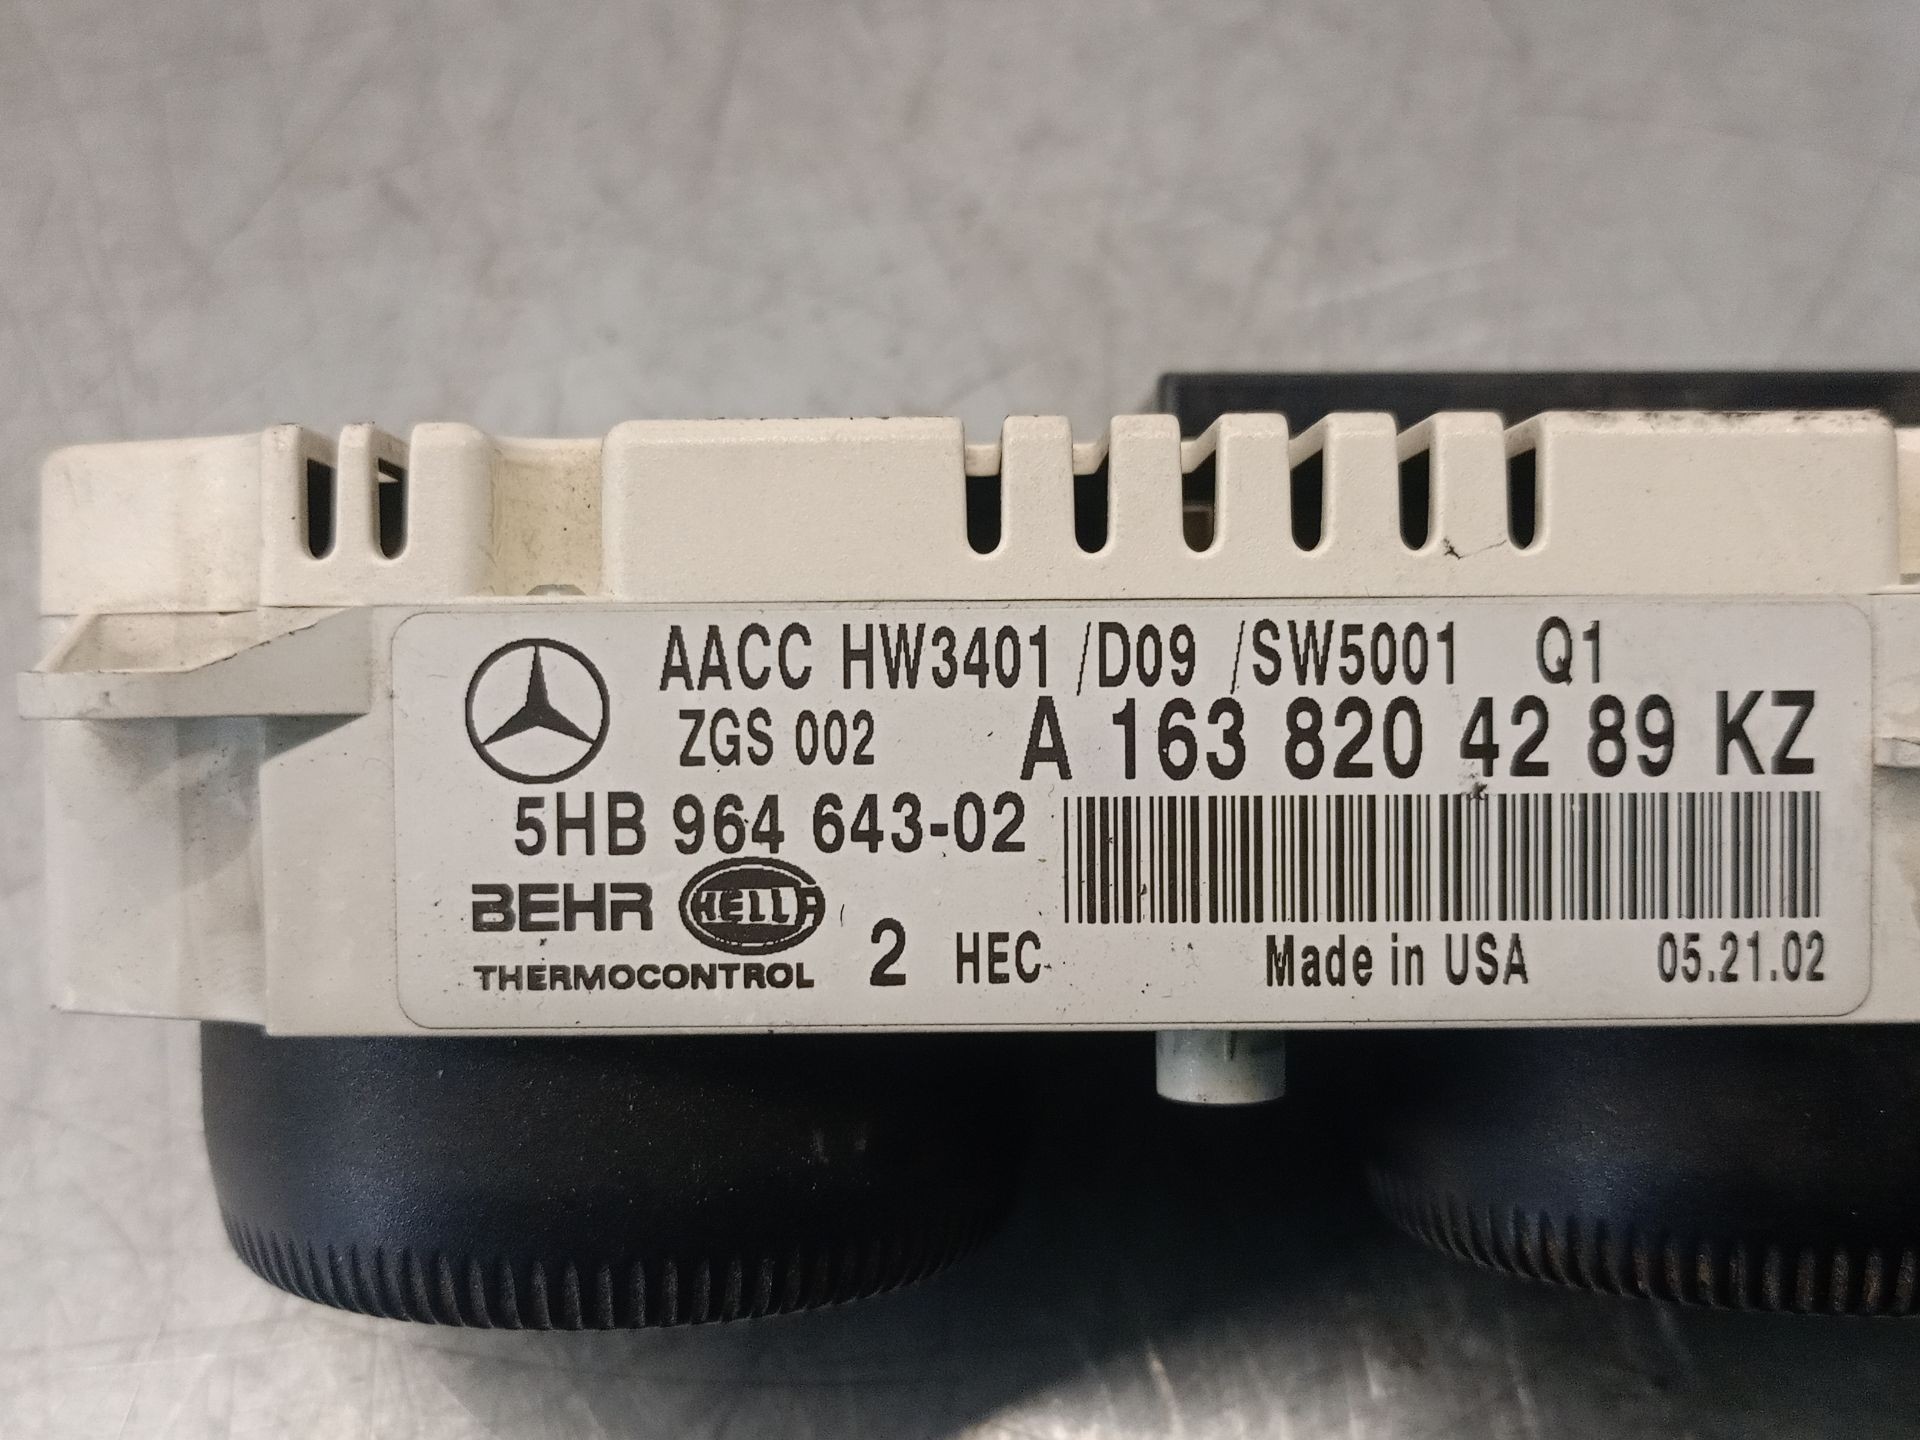 AACC HW3401 /D09 /SW5001 Q1
ZGS 002 A 163 820 42 89 KZ
5HB 964 643-02
BEHR HELLA 2 HEC Made in USA 05.21.02
THERMOCONTROL